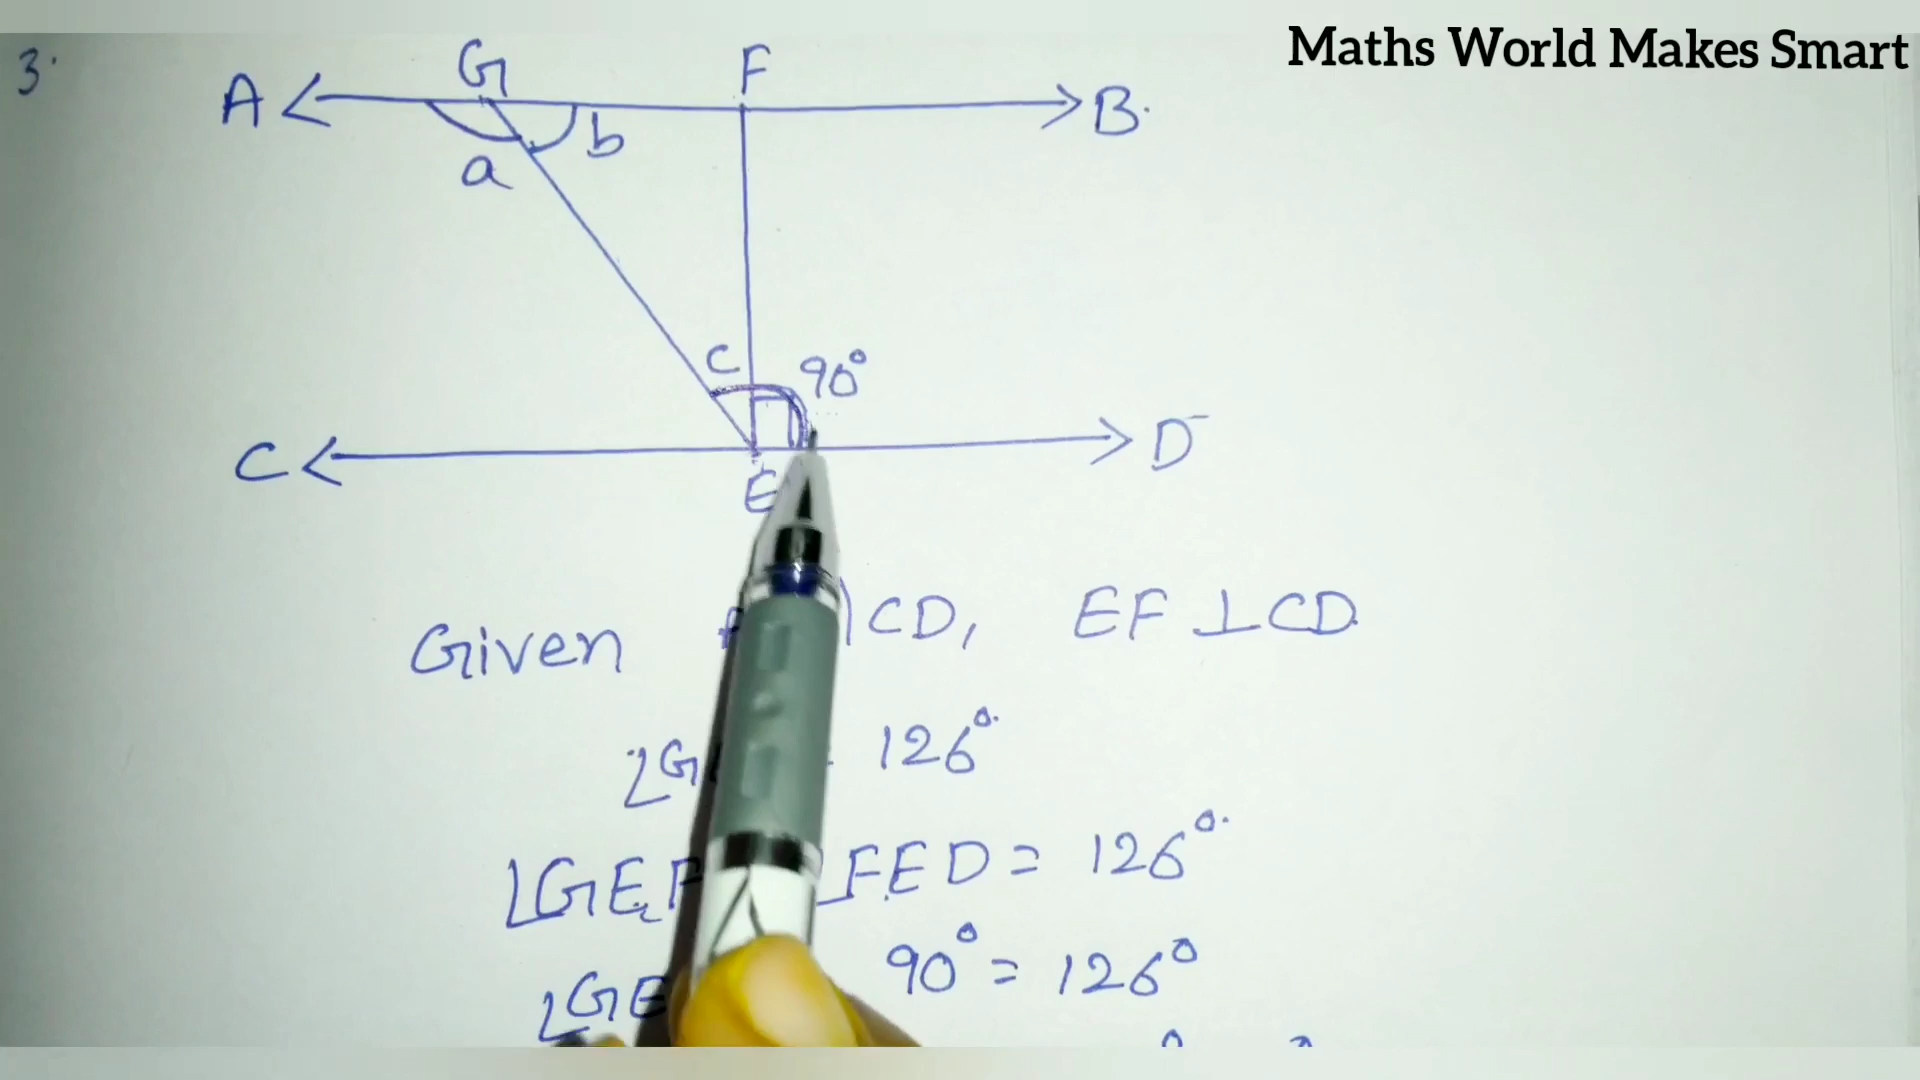 Maths World Makes Smart
3.
G F
A B.
a b
c 90°
C D
E
Given CD, EF ⊥ CD.
126°
FED = 126°
90° = 126°